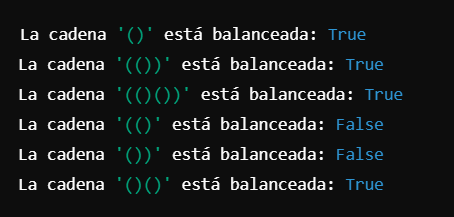 La cadena '()' está balanceada: True
La cadena '(())' está balanceada: True
La cadena '(()())' está balanceada: True
La cadena '(()' está balanceada: False
La cadena '())' está balanceada: False
La cadena '()()' está balanceada: True